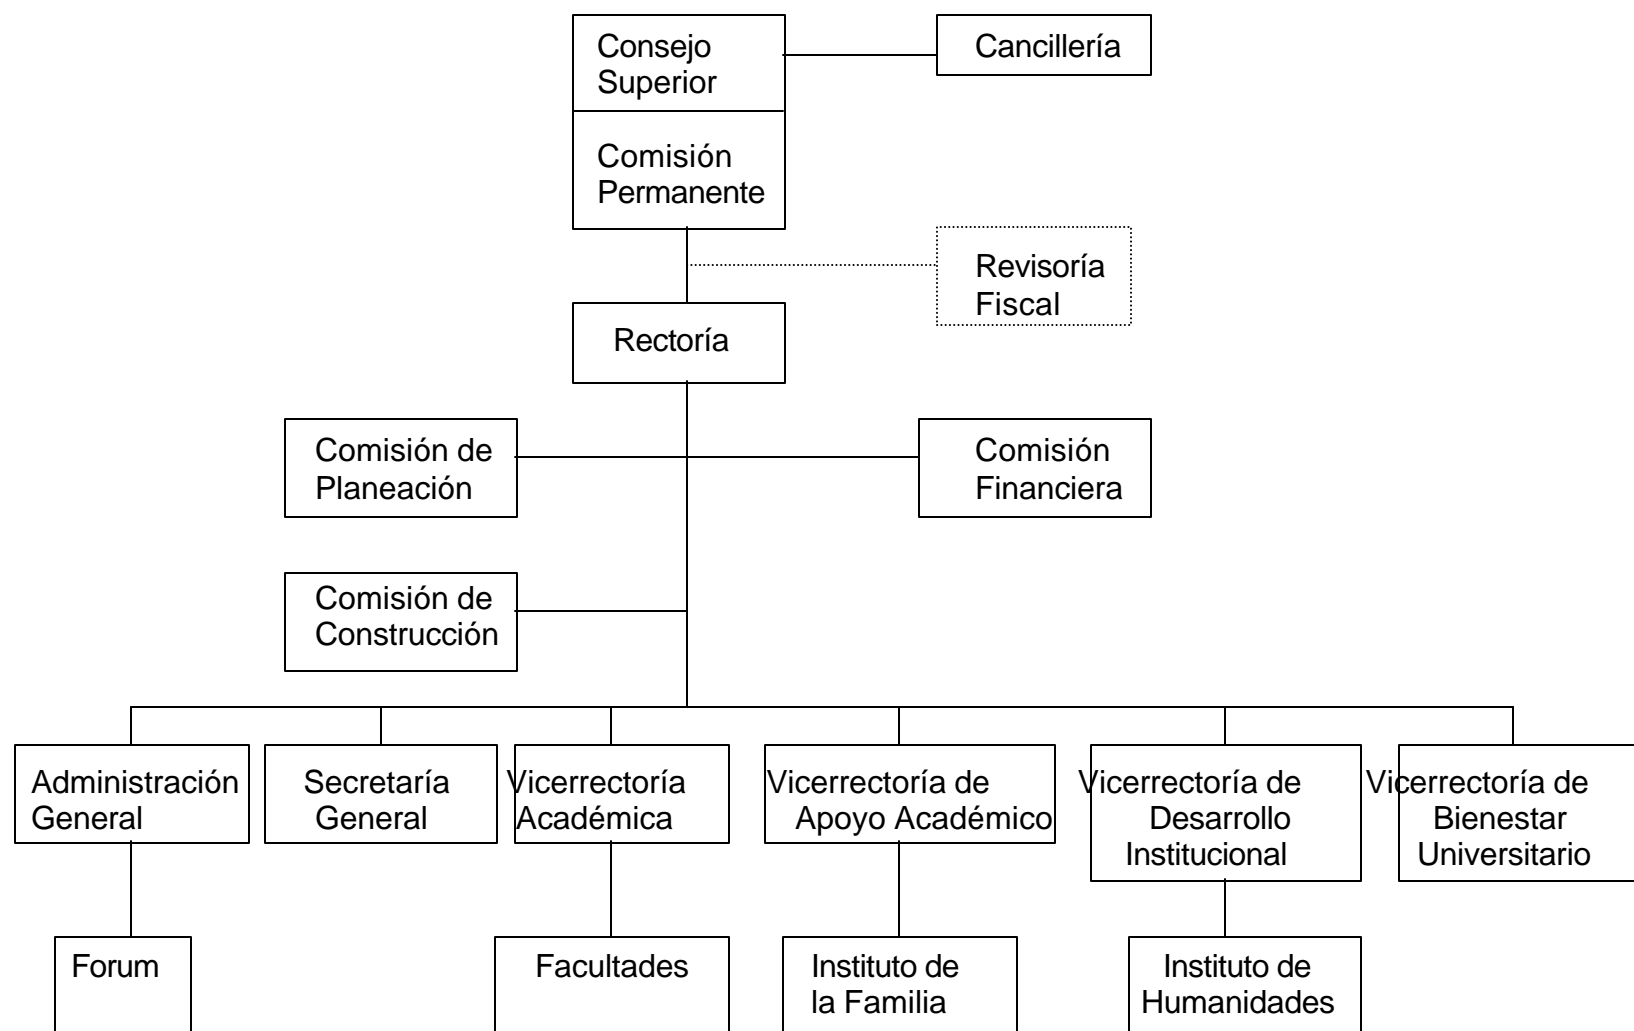 Consejo
Superior
Cancillería
Comisión
Permanente
Revisoría
Fiscal
Rectoría
Comisión de
Planeación
Comisión
Financiera
Comisión de
Construcción
Administración
General
Secretaría
General
Vicerrectoría
Académica
Vicerrectoría de
Apoyo Académico
Vicerrectoría de
Desarrollo
Institucional
Vicerrectoría de
Bienestar
Universitario
Forum
Facultades
Instituto de
la Familia
Instituto de
Humanidades